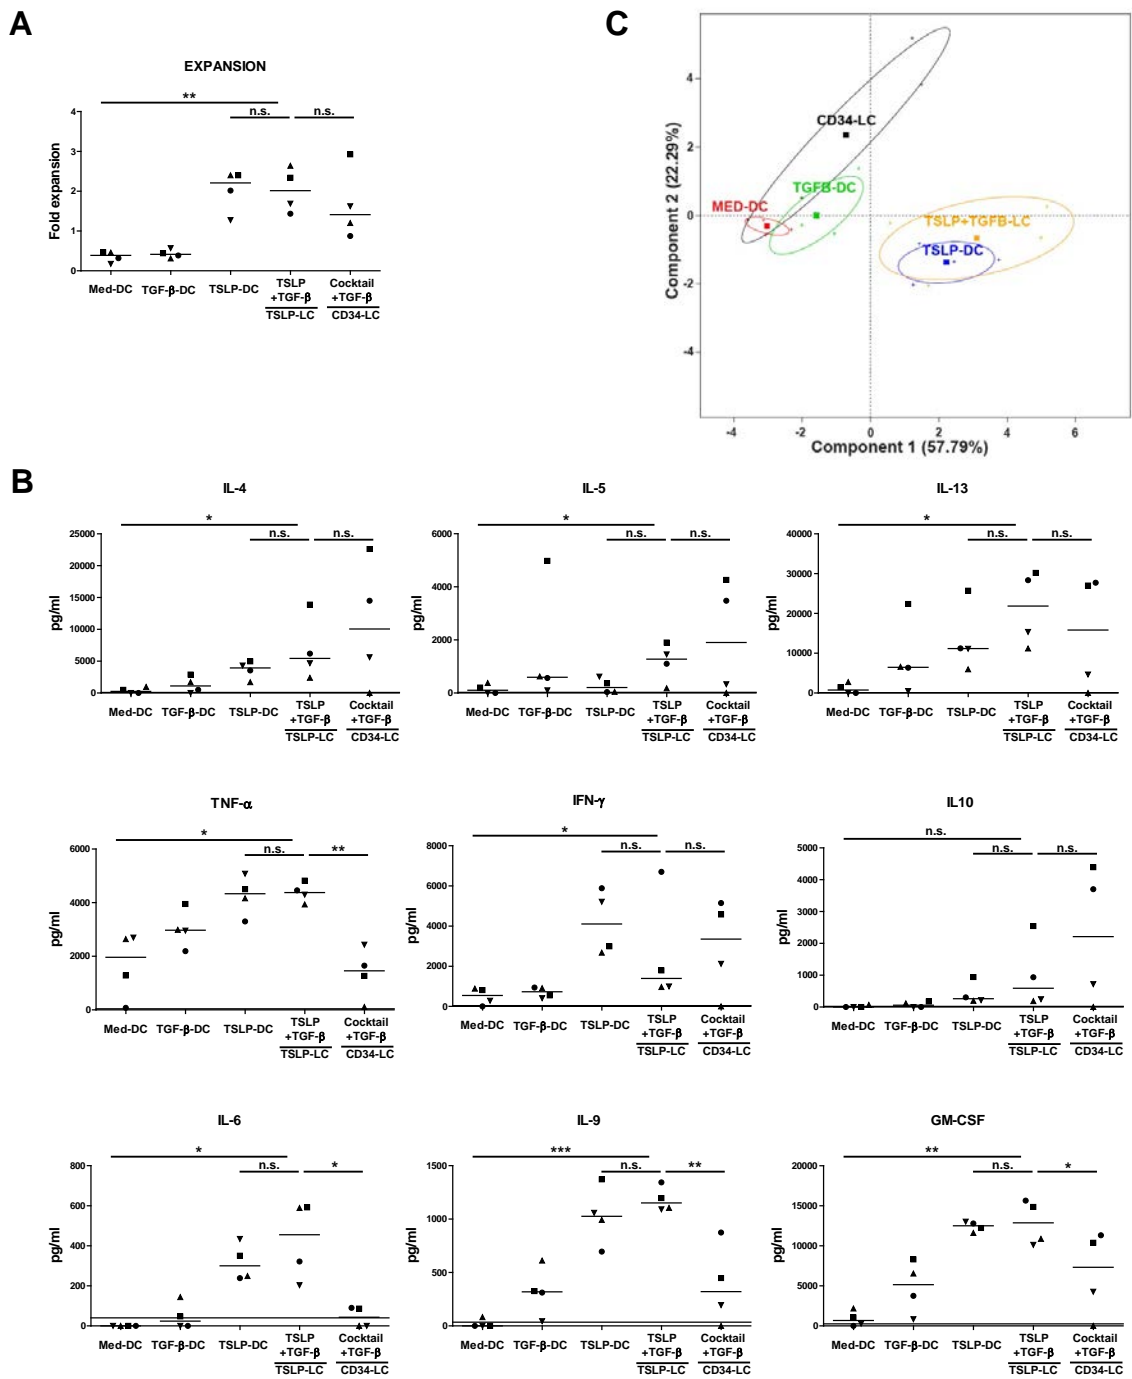 A
EXPANSION
**
n.s. n.s.
Fold expansion
4
3
2
1
0
Med-DC TGF-β-DC TSLP-DC TSLP +TGF-β Cocktail +TGF-β
TSLP-LC CD34-LC
C
Component 2 (22.29%)
4
2
0
-2
-4
CD34-LC
TGFB-DC
MED-DC
TSLP+TGFB-LC
TSLP-DC
-4 -2 0 2 4 6
Component 1 (57.79%)
B
IL-4
*
n.s. n.s.
pg/ml
25000
20000
15000
10000
5000
0
Med-DC TGF-β-DC TSLP-DC TSLP +TGF-β Cocktail +TGF-β
TSLP-LC CD34-LC
IL-5
*
n.s. n.s.
pg/ml
6000
4000
2000
0
Med-DC TGF-β-DC TSLP-DC TSLP +TGF-β Cocktail +TGF-β
TSLP-LC CD34-LC
IL-13
*
n.s. n.s.
pg/ml
40000
30000
20000
10000
0
Med-DC TGF-β-DC TSLP-DC TSLP +TGF-β Cocktail +TGF-β
TSLP-LC CD34-LC
TNF-α
*
n.s. **
pg/ml
6000
4000
2000
0
Med-DC TGF-β-DC TSLP-DC TSLP +TGF-β Cocktail +TGF-β
TSLP-LC CD34-LC
IFN-γ
*
n.s. n.s.
pg/ml
8000
6000
4000
2000
0
Med-DC TGF-β-DC TSLP-DC TSLP +TGF-β Cocktail +TGF-β
TSLP-LC CD34-LC
IL10
n.s.
n.s. n.s.
pg/ml
5000
4000
3000
2000
1000
0
Med-DC TGF-β-DC TSLP-DC TSLP +TGF-β Cocktail +TGF-β
TSLP-LC CD34-LC
IL-6
*
n.s. *
pg/ml
800
600
400
200
0
Med-DC TGF-β-DC TSLP-DC TSLP +TGF-β Cocktail +TGF-β
TSLP-LC CD34-LC
IL-9
***
n.s. **
pg/ml
1500
1000
500
0
Med-DC TGF-β-DC TSLP-DC TSLP +TGF-β Cocktail +TGF-β
TSLP-LC CD34-LC
GM-CSF
**
n.s. *
pg/ml
20000
15000
10000
5000
0
Med-DC TGF-β-DC TSLP-DC TSLP +TGF-β Cocktail +TGF-β
TSLP-LC CD34-LC